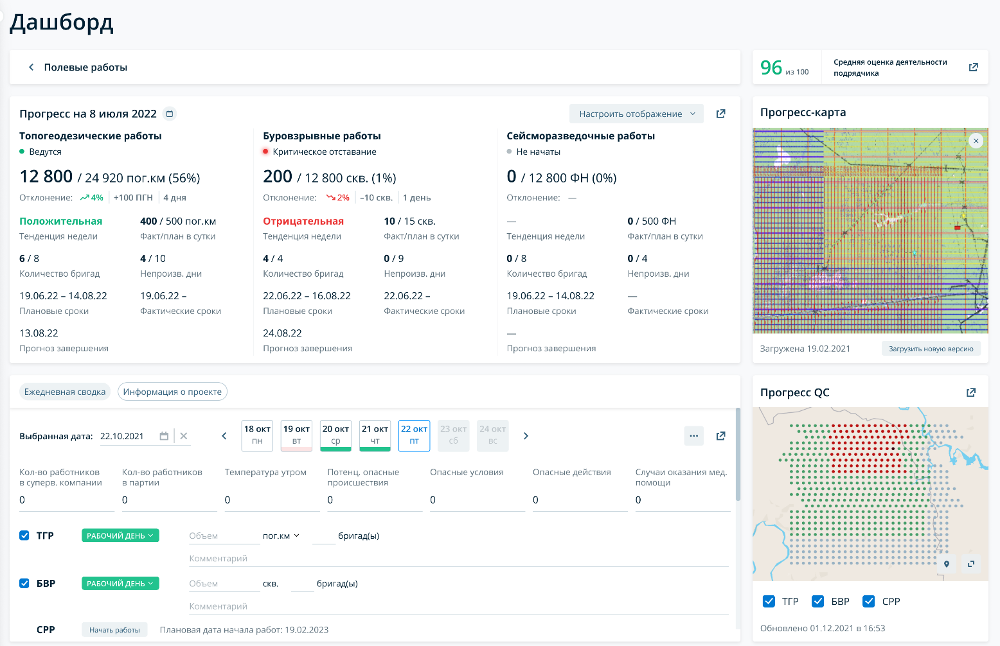 Дашборд
Полевые работы
96 из 100
Средняя оценка деятельности
подрядчика
Прогресс на 8 июля 2022
Настроить отображение
Топогеодезические работы
Ведутся
12 800 / 24 920 пог.км (56%)
Отклонение: 4% +100 ПГН 4 дня
Положительная
Тенденция недели
400 / 500 пог.км
Факт/план в сутки
6 / 8
Количество бригад
4 / 10
Непроизв. дни
19.06.22 – 14.08.22
Плановые сроки
19.06.22 –
Фактические сроки
13.08.22
Прогноз завершения
Буровзрывные работы
Критическое отставание
200 / 12 800 скв. (1%)
Отклонение: 2% –10 скв. 1 день
Отрицательная
Тенденция недели
10 / 15 скв.
Факт/план в сутки
4 / 4
Количество бригад
0 / 9
Непроизв. дни
22.06.22 – 16.08.22
Плановые сроки
22.06.22 –
Фактические сроки
24.08.22
Прогноз завершения
Сейсморазведочные работы
Не начаты
0 / 12 800 ФН (0%)
Отклонение: —
—
Тенденция недели
0 / 500 ФН
Факт/план в сутки
0 / 8
Количество бригад
0 / 4
Непроизв. дни
19.06.22 – 14.08.22
Плановые сроки
—
Фактические сроки
—
Прогноз завершения
Прогресс-карта
Загружена 19.02.2021
Загрузить новую версию
Ежедневная сводка
Информация о проекте
Выбранная дата: 22.10.2021
18 окт
пн
19 окт
вт
20 окт
ср
21 окт
чт
22 окт
пт
23 окт
сб
24 окт
вс
Кол-во работников
в суперв. компании
0
Кол-во работников
в партии
0
Температура утром
0
Потенц. опасные
происшествия
0
Опасные условия
0
Опасные действия
0
Случаи оказания мед.
помощи
0
ТГР РАБОЧИЙ ДЕНЬ Объем пог.км бригад(ы)
Комментарий
БВР РАБОЧИЙ ДЕНЬ Объем скв. бригад(ы)
Комментарий
СРР Начать работы Плановая дата начала работ: 19.02.2023
Прогресс QC
ТГР БВР СРР
Обновлено 01.12.2021 в 16:53